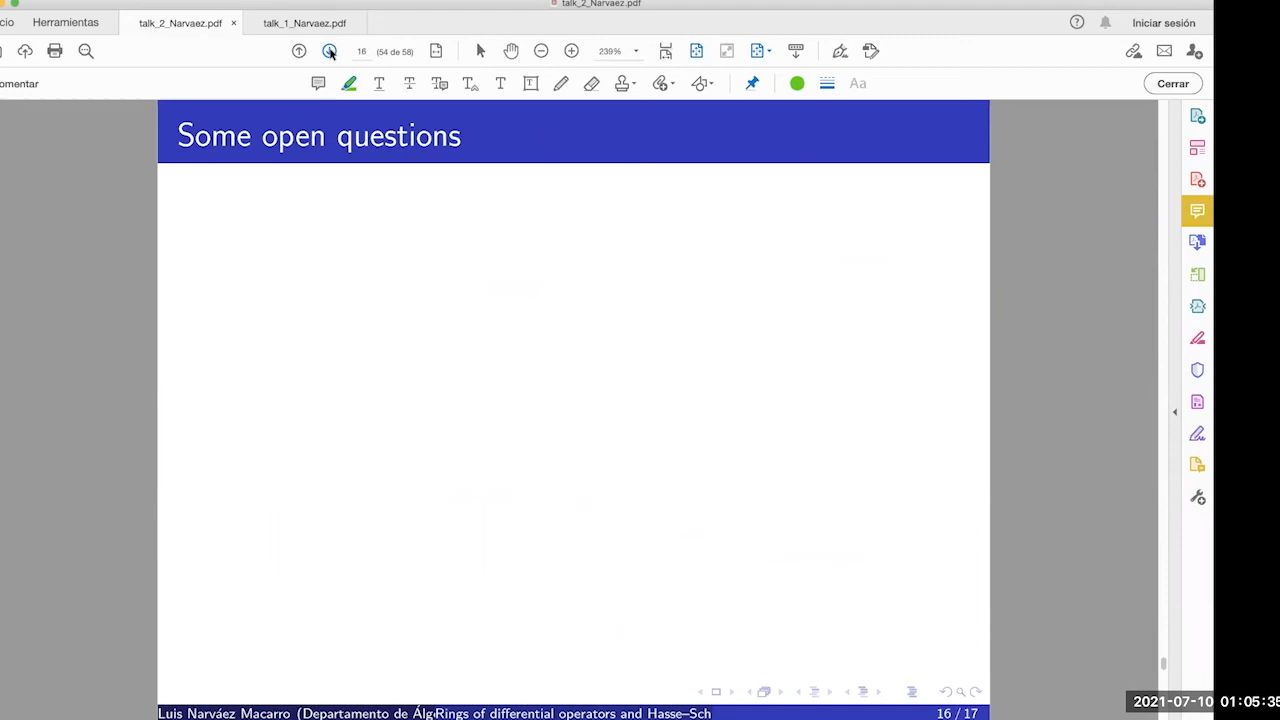 talk_2_Narvaez.pdf
cio Herramientas talk_2_Narvaez.pdf × talk_1_Narvaez.pdf Iniciar sesión
16 (54 de 58) 239%
omentar Aa Cerrar
Some open questions
Luis Narváez Macarro (Departamento de Álg Rings of differential operators and Hasse–Sch 16 / 17
2021-07-10 01:05:35